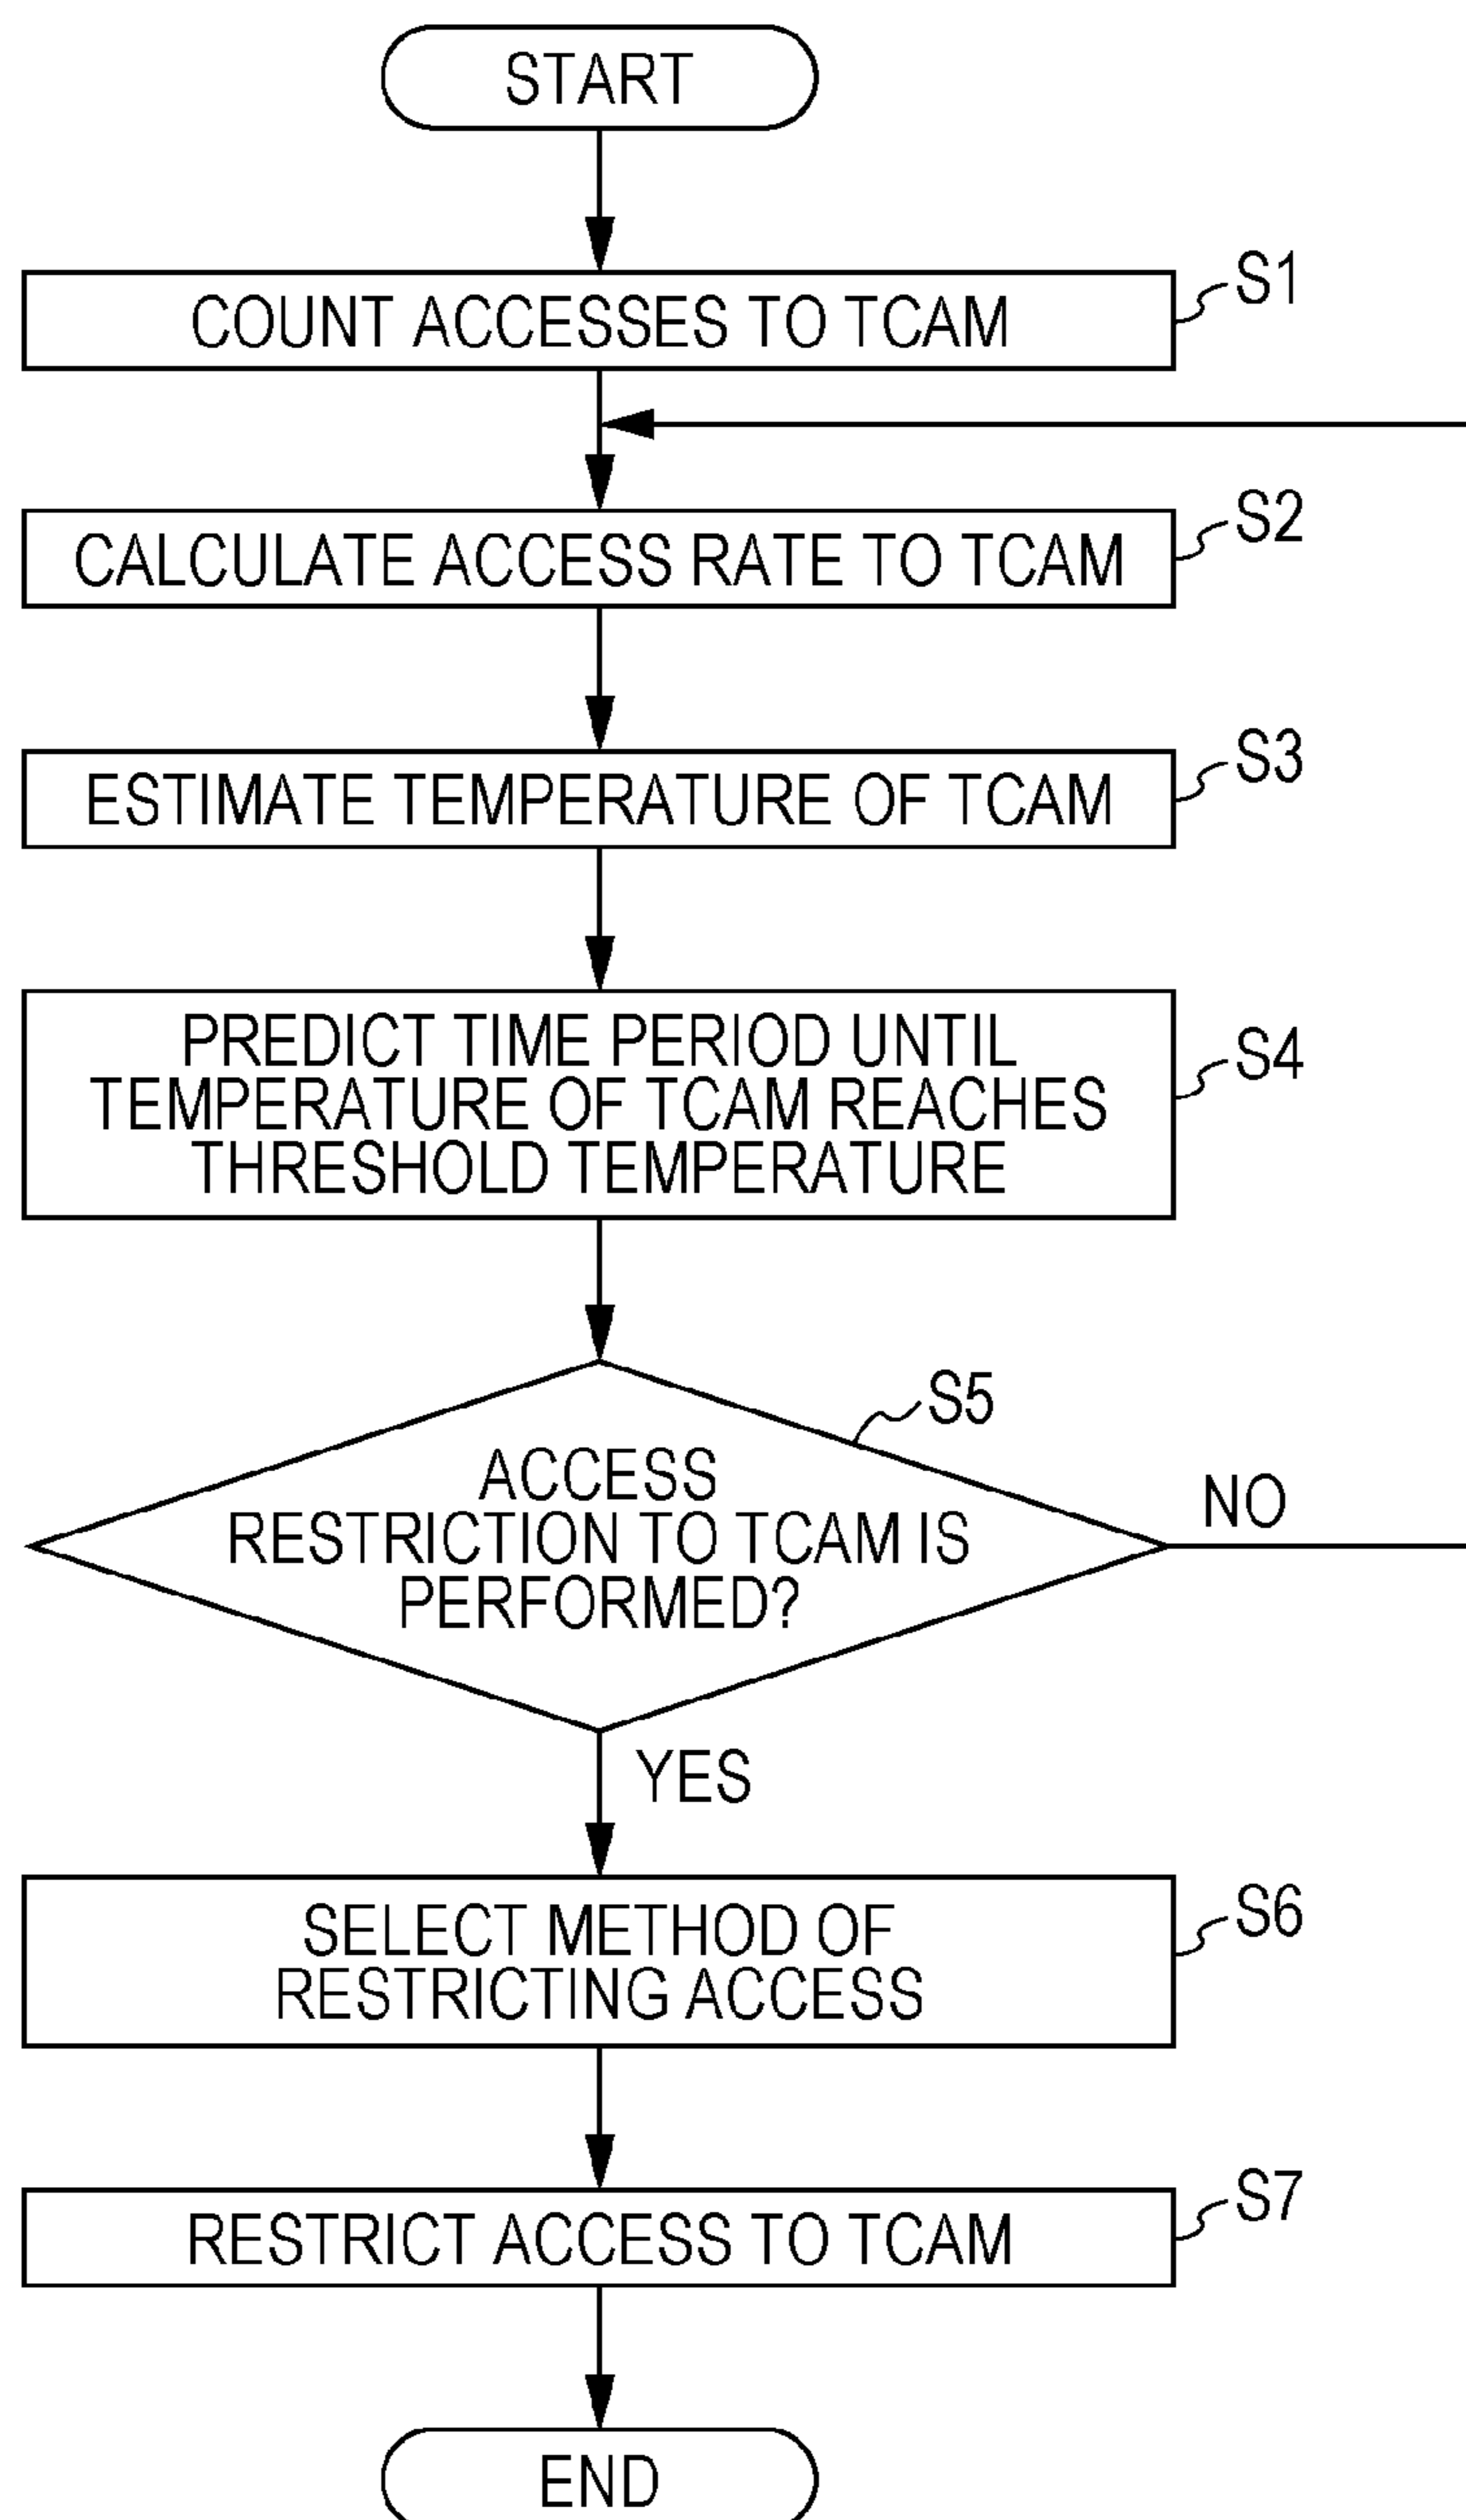 START
COUNT ACCESSES TO TCAM
S1
CALCULATE ACCESS RATE TO TCAM
S2
ESTIMATE TEMPERATURE OF TCAM
S3
PREDICT TIME PERIOD UNTIL
TEMPERATURE OF TCAM REACHES
THRESHOLD TEMPERATURE
S4
S5
ACCESS
RESTRICTION TO TCAM IS
PERFORMED?
NO
YES
SELECT METHOD OF
RESTRICTING ACCESS
S6
RESTRICT ACCESS TO TCAM
S7
END